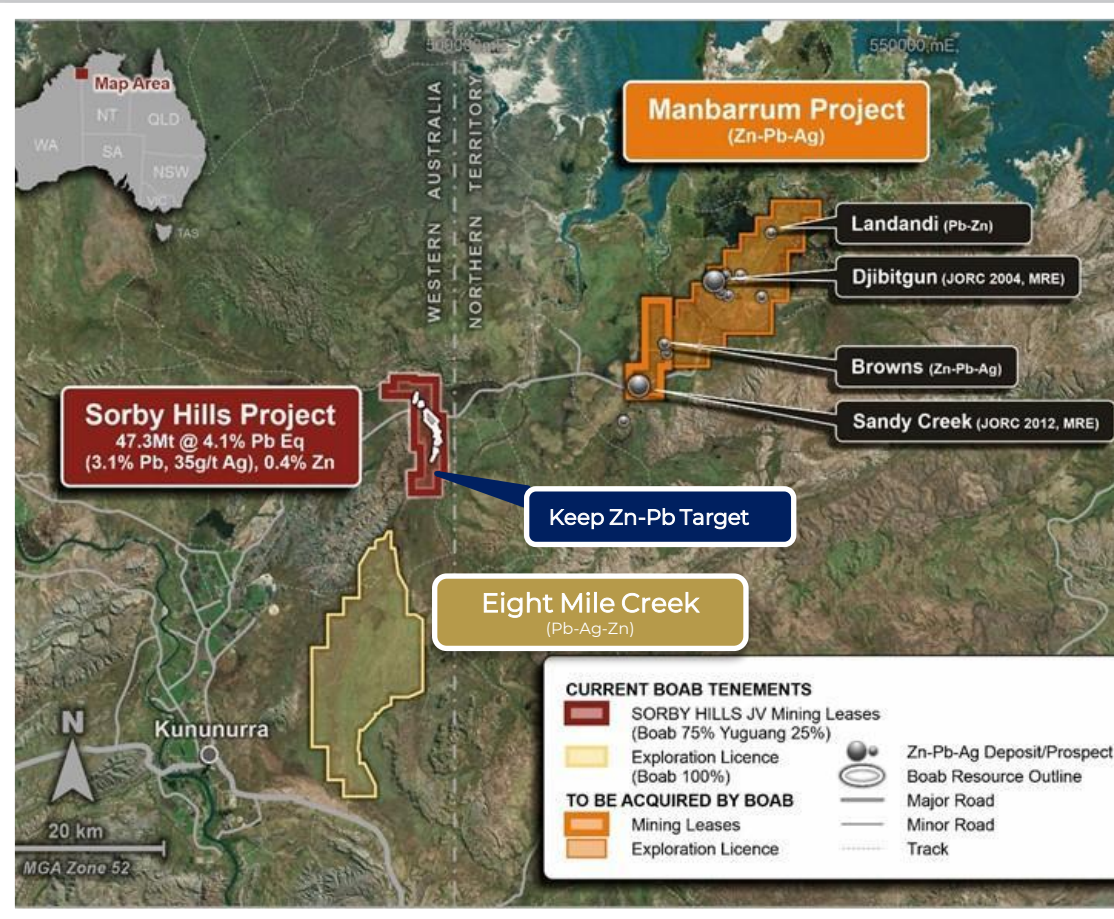 500000,mE
550000,mE
Map Area
NT
QLD
WA
SA
NSW
VIC
TAS
WESTERN AUSTRALIA
NORTHERN TERRITORY
Manbarrum Project
(Zn-Pb-Ag)
Landandi (Pb-Zn)
Djibitgun (JORC 2004, MRE)
Browns (Zn-Pb-Ag)
Sandy Creek (JORC 2012, MRE)
Sorby Hills Project
47.3Mt @ 4.1% Pb Eq
(3.1% Pb, 35g/t Ag), 0.4% Zn
Keep Zn-Pb Target
Eight Mile Creek
(Pb-Ag-Zn)
Kununurra
N
20 km
MGA Zone 52
CURRENT BOAB TENEMENTS
SORBY HILLS JV Mining Leases
(Boab 75% Yuguang 25%)
Exploration Licence
(Boab 100%)
TO BE ACQUIRED BY BOAB
Mining Leases
Exploration Licence
Zn-Pb-Ag Deposit/Prospect
Boab Resource Outline
Major Road
Minor Road
Track